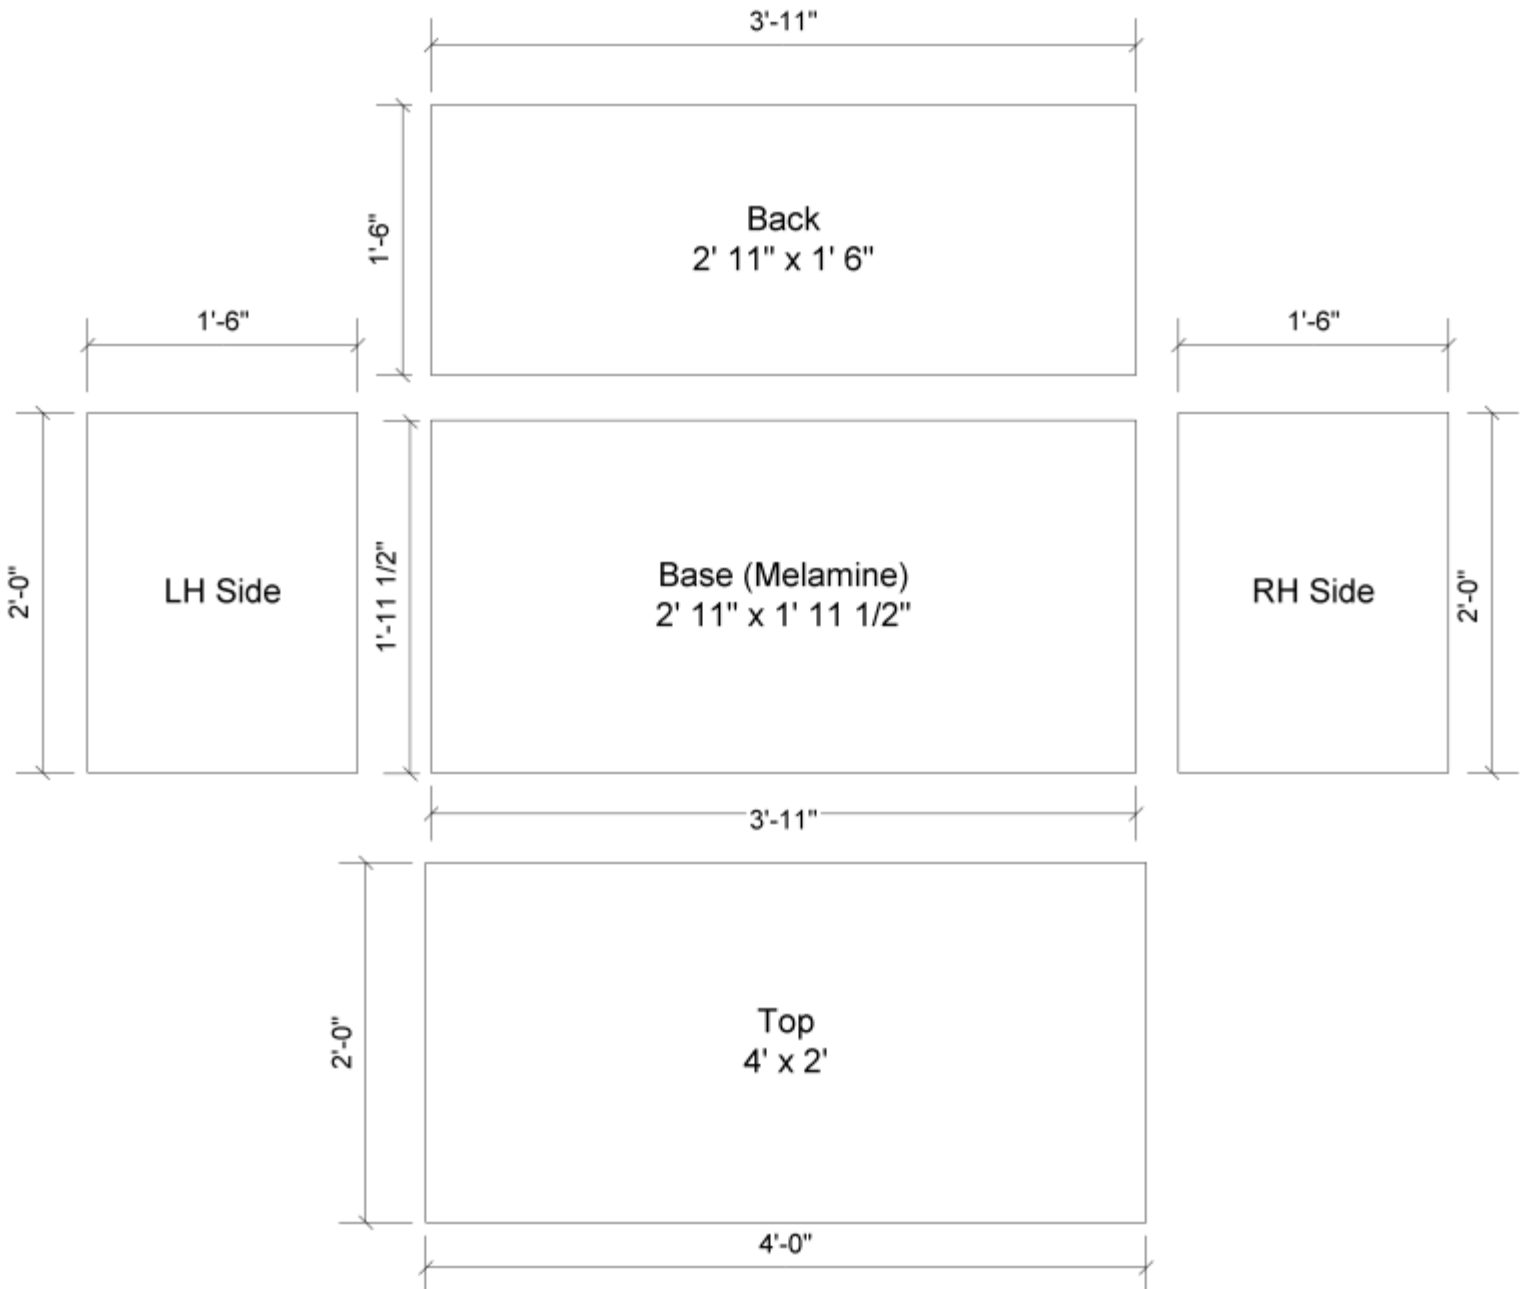 3'-11"
1'-6"
Back
2' 11" x 1' 6"
1'-6"
1'-6"
2'-0"
LH Side
1'-11 1/2"
Base (Melamine)
2' 11" x 1' 11 1/2"
RH Side
2'-0"
3'-11"
2'-0"
Top
4' x 2'
4'-0"